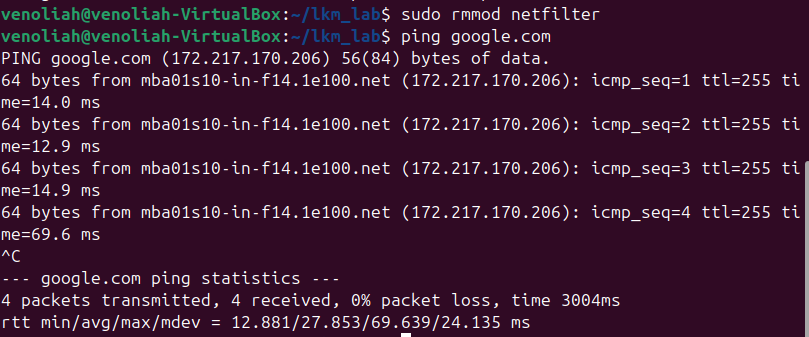 venoliah@venoliah-VirtualBox:~/lkm_lab$ sudo rmmod netfilter
venoliah@venoliah-VirtualBox:~/lkm_lab$ ping google.com
PING google.com (172.217.170.206) 56(84) bytes of data.
64 bytes from mba01s10-in-f14.1e100.net (172.217.170.206): icmp_seq=1 ttl=255 ti
me=14.0 ms
64 bytes from mba01s10-in-f14.1e100.net (172.217.170.206): icmp_seq=2 ttl=255 ti
me=12.9 ms
64 bytes from mba01s10-in-f14.1e100.net (172.217.170.206): icmp_seq=3 ttl=255 ti
me=14.9 ms
64 bytes from mba01s10-in-f14.1e100.net (172.217.170.206): icmp_seq=4 ttl=255 ti
me=69.6 ms
^C
--- google.com ping statistics ---
4 packets transmitted, 4 received, 0% packet loss, time 3004ms
rtt min/avg/max/mdev = 12.881/27.853/69.639/24.135 ms